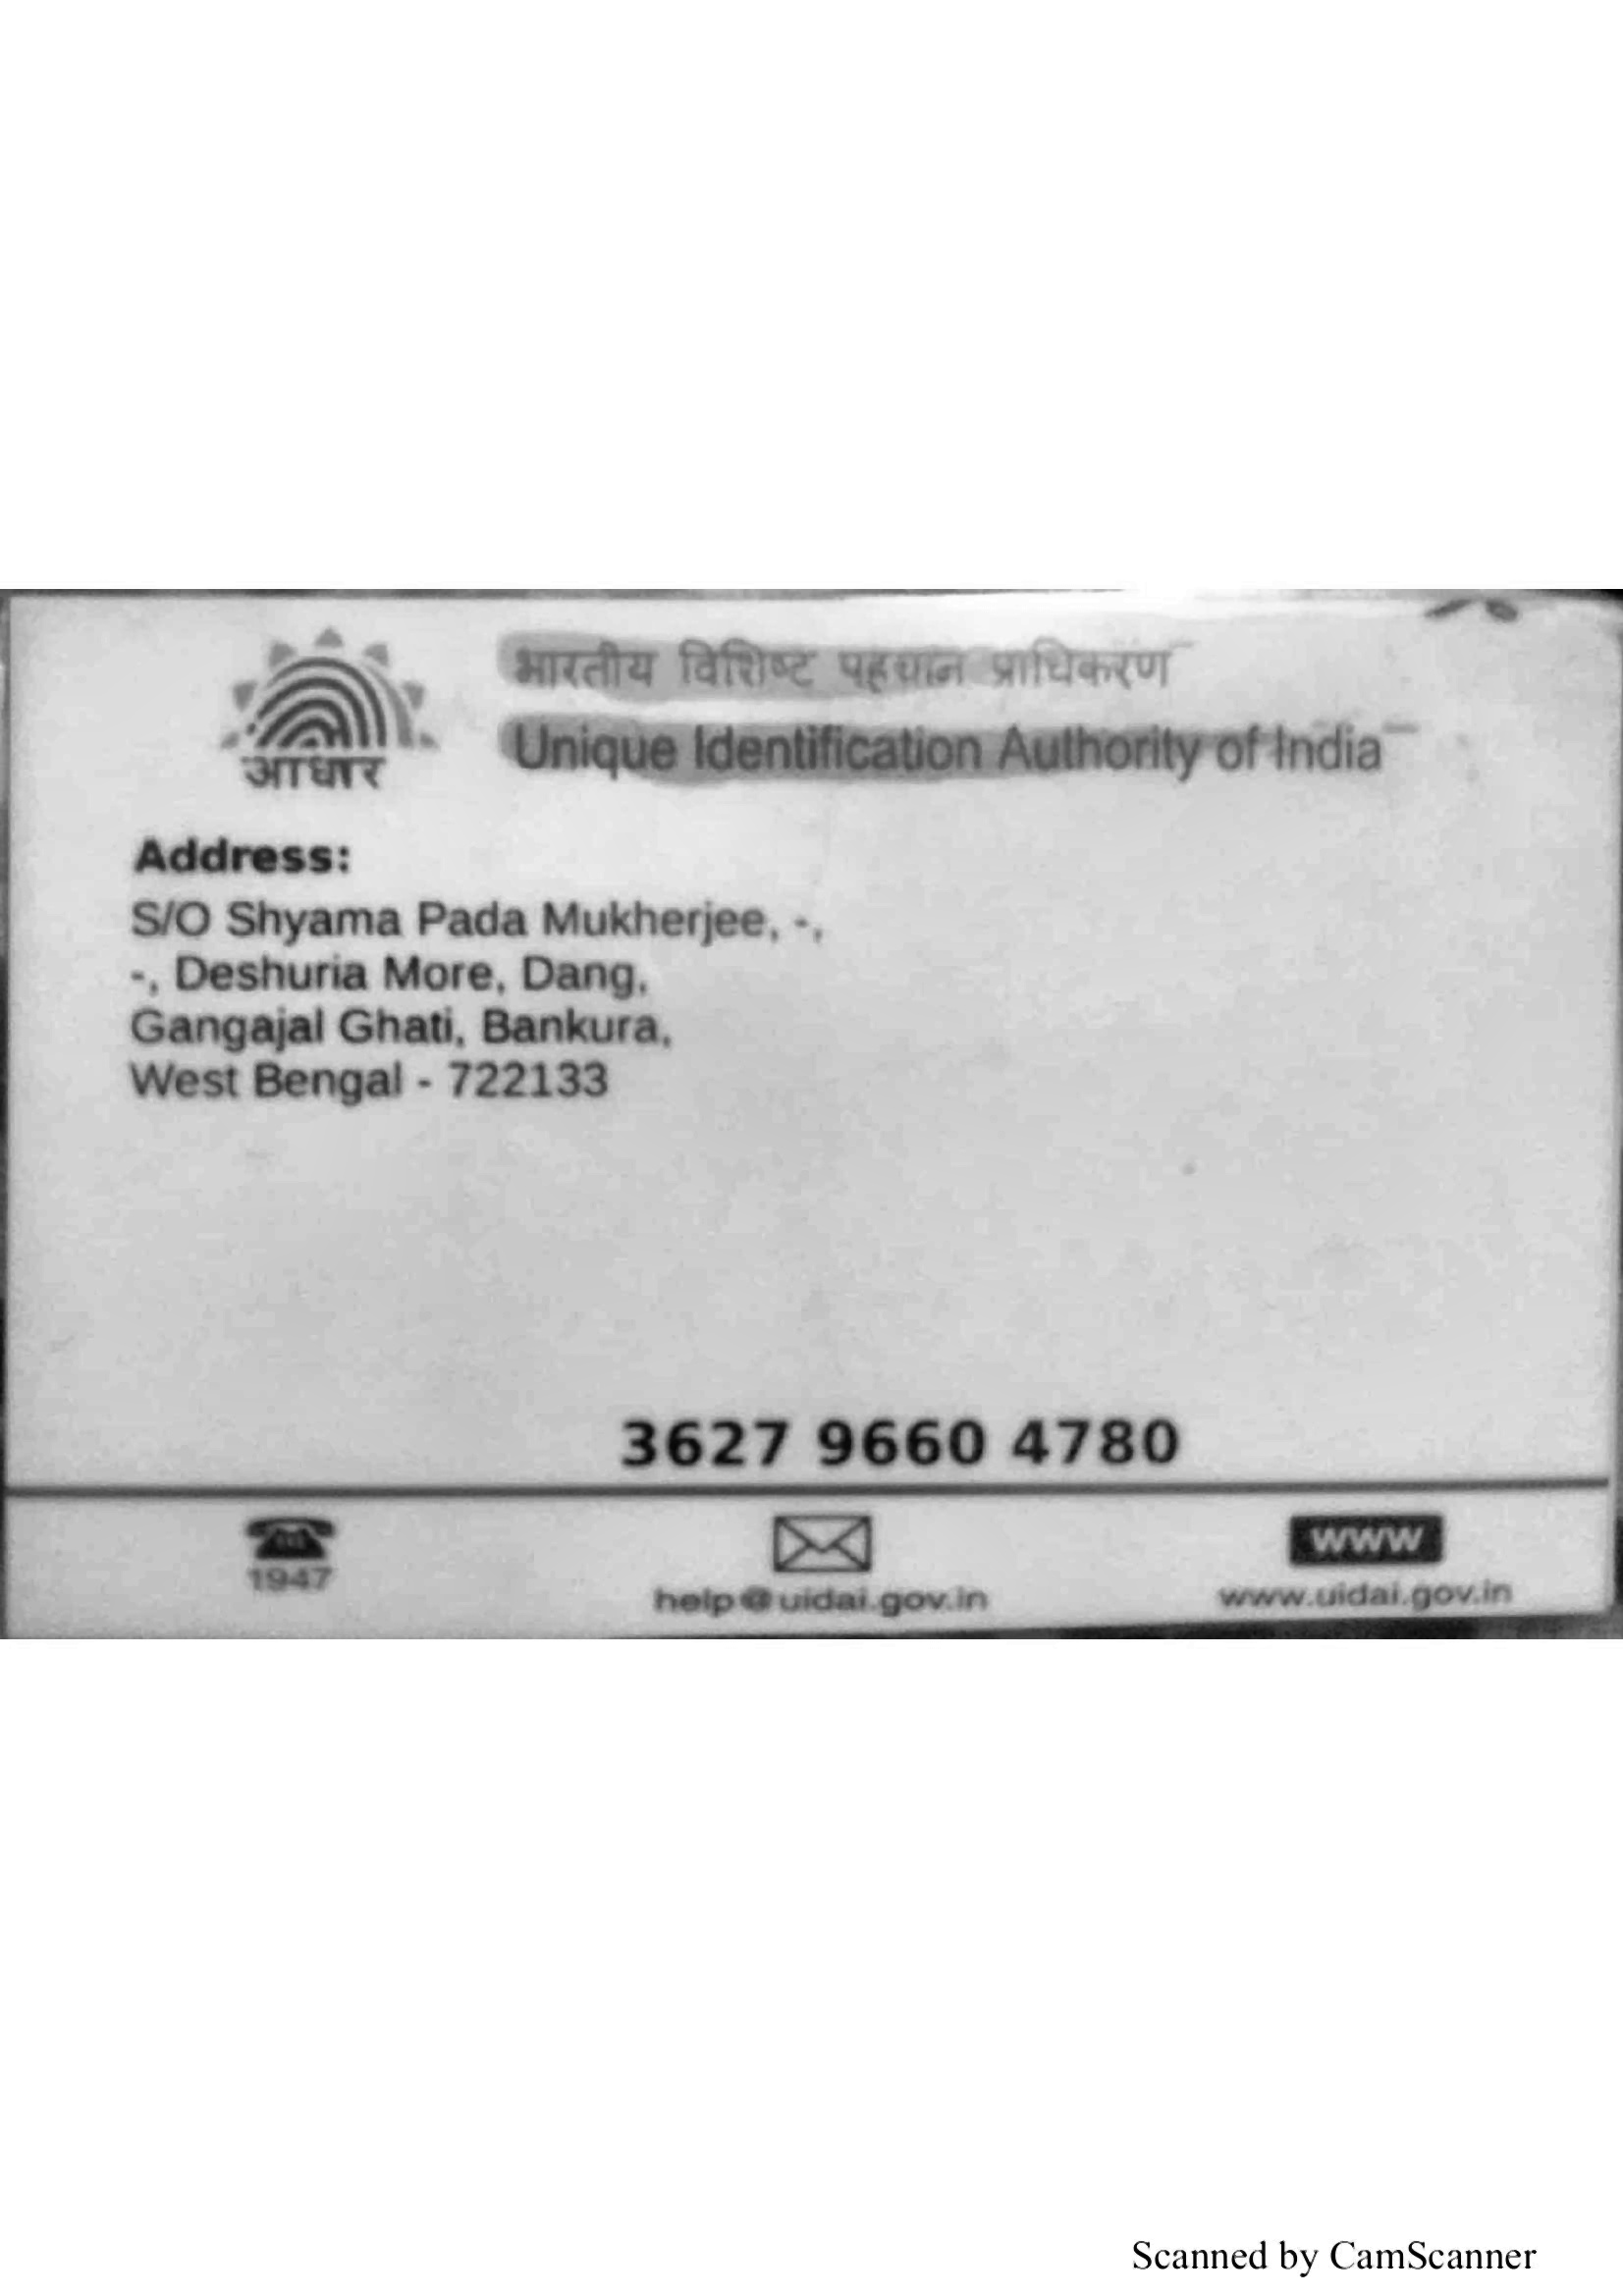 भारतीय विशिष्ट पहचान प्राधिकरण
Unique Identification Authority of India
आधार
Address:
S/O Shyama Pada Mukherjee, -,
-, Deshuria More, Dang,
Gangajal Ghati, Bankura,
West Bengal - 722133
3627 9660 4780
1947
help@uidai.gov.in
WWW
www.uidai.gov.in
Scanned by CamScanner